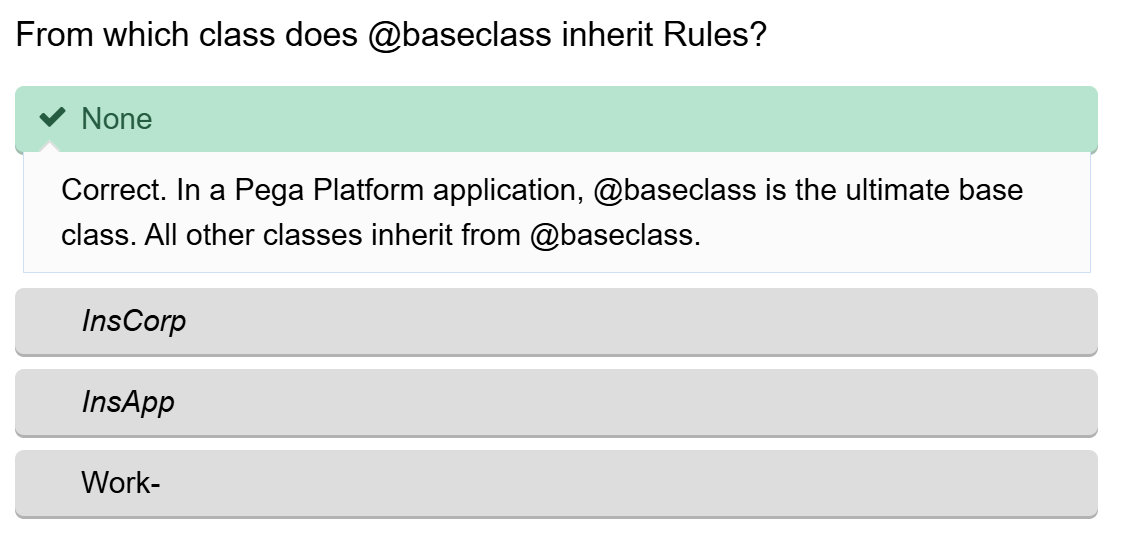 From which class does @baseclass inherit Rules?
None
Correct. In a Pega Platform application, @baseclass is the ultimate base
class. All other classes inherit from @baseclass.
InsCorp
InsApp
Work-